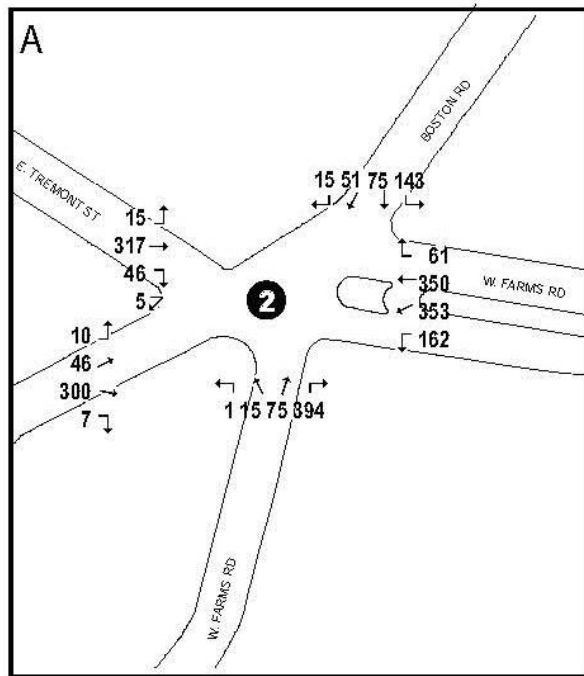 A
BOSTON RD
E. TREMONT ST
15 51 75 143
15
317
46
5
61
350
353
162
W. FARMS RD
2
10
46
300
7
1 15 75 394
W. FARMS RD